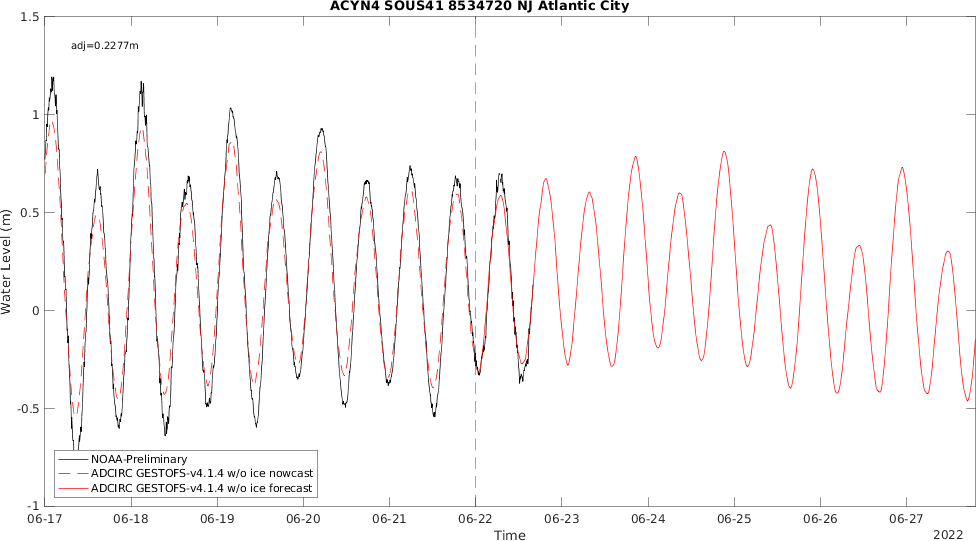 ACYN4 SOUS41 8534720 NJ Atlantic City
adj=0.2277m
1.5
1
0.5
0
-0.5
-1
Water Level (m)
NOAA-Preliminary
ADCIRC GESTOFS-v4.1.4 w/o ice nowcast
ADCIRC GESTOFS-v4.1.4 w/o ice forecast
06-17 06-18 06-19 06-20 06-21 06-22 06-23 06-24 06-25 06-26 06-27
Time
2022